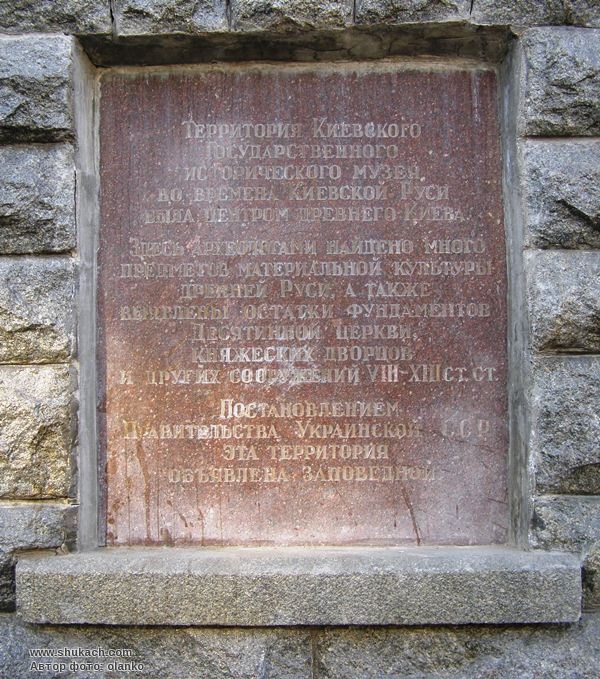 Территория Киевского
Государственного
исторического музея
во времена Киевской Руси
была центром древнего Киева.
Здесь археологами найдено много
предметов материальной культуры
древней Руси, а также
выявлены остатки фундаментов
Десятинной церкви,
княжеских дворцов
и других сооружений VIII–XIII ст. ст.
Постановлением
Правительства Украинской ССР
эта территория
объявлена заповедной
www.shukach.com
Автор фото: olanko